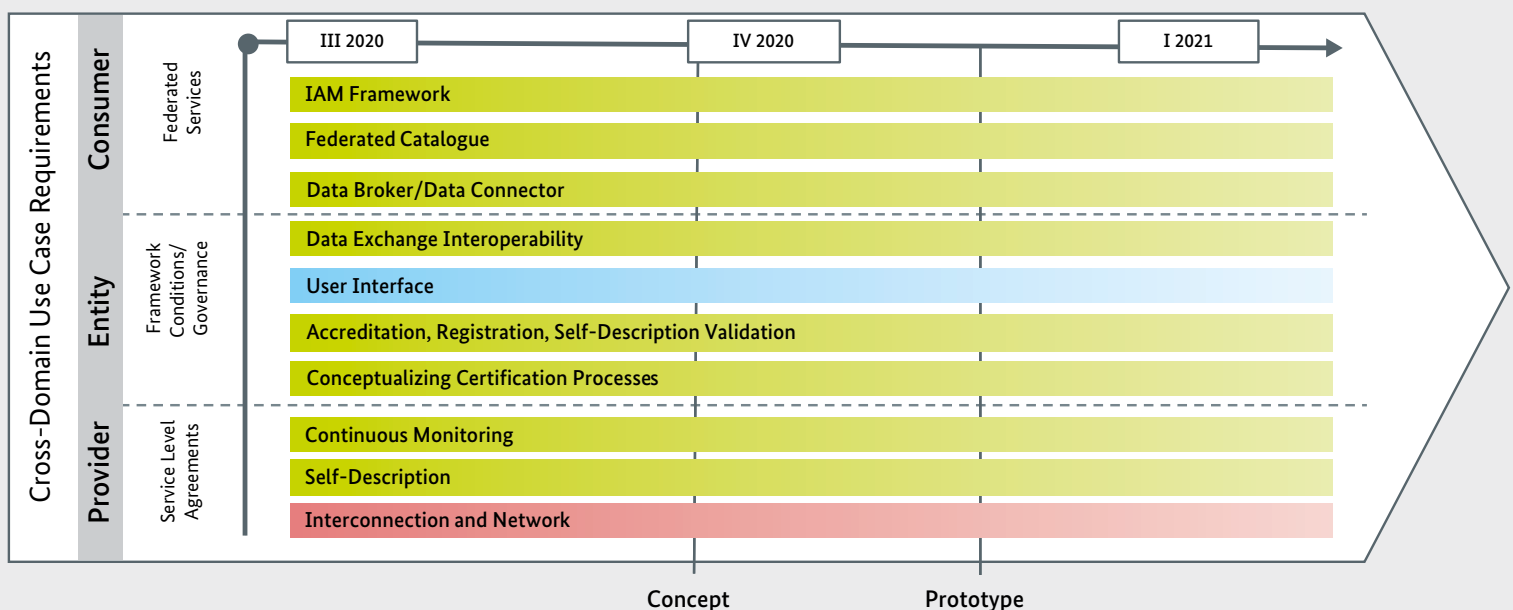 Cross-Domain Use Case Requirements
Consumer
Entity
Provider
Federated
Services
Framework
Conditions/
Governance
Service Level
Agreements
III 2020
IV 2020
I 2021
IAM Framework
Federated Catalogue
Data Broker/Data Connector
Data Exchange Interoperability
User Interface
Accreditation, Registration, Self-Description Validation
Conceptualizing Certification Processes
Continuous Monitoring
Self-Description
Interconnection and Network
Concept
Prototype